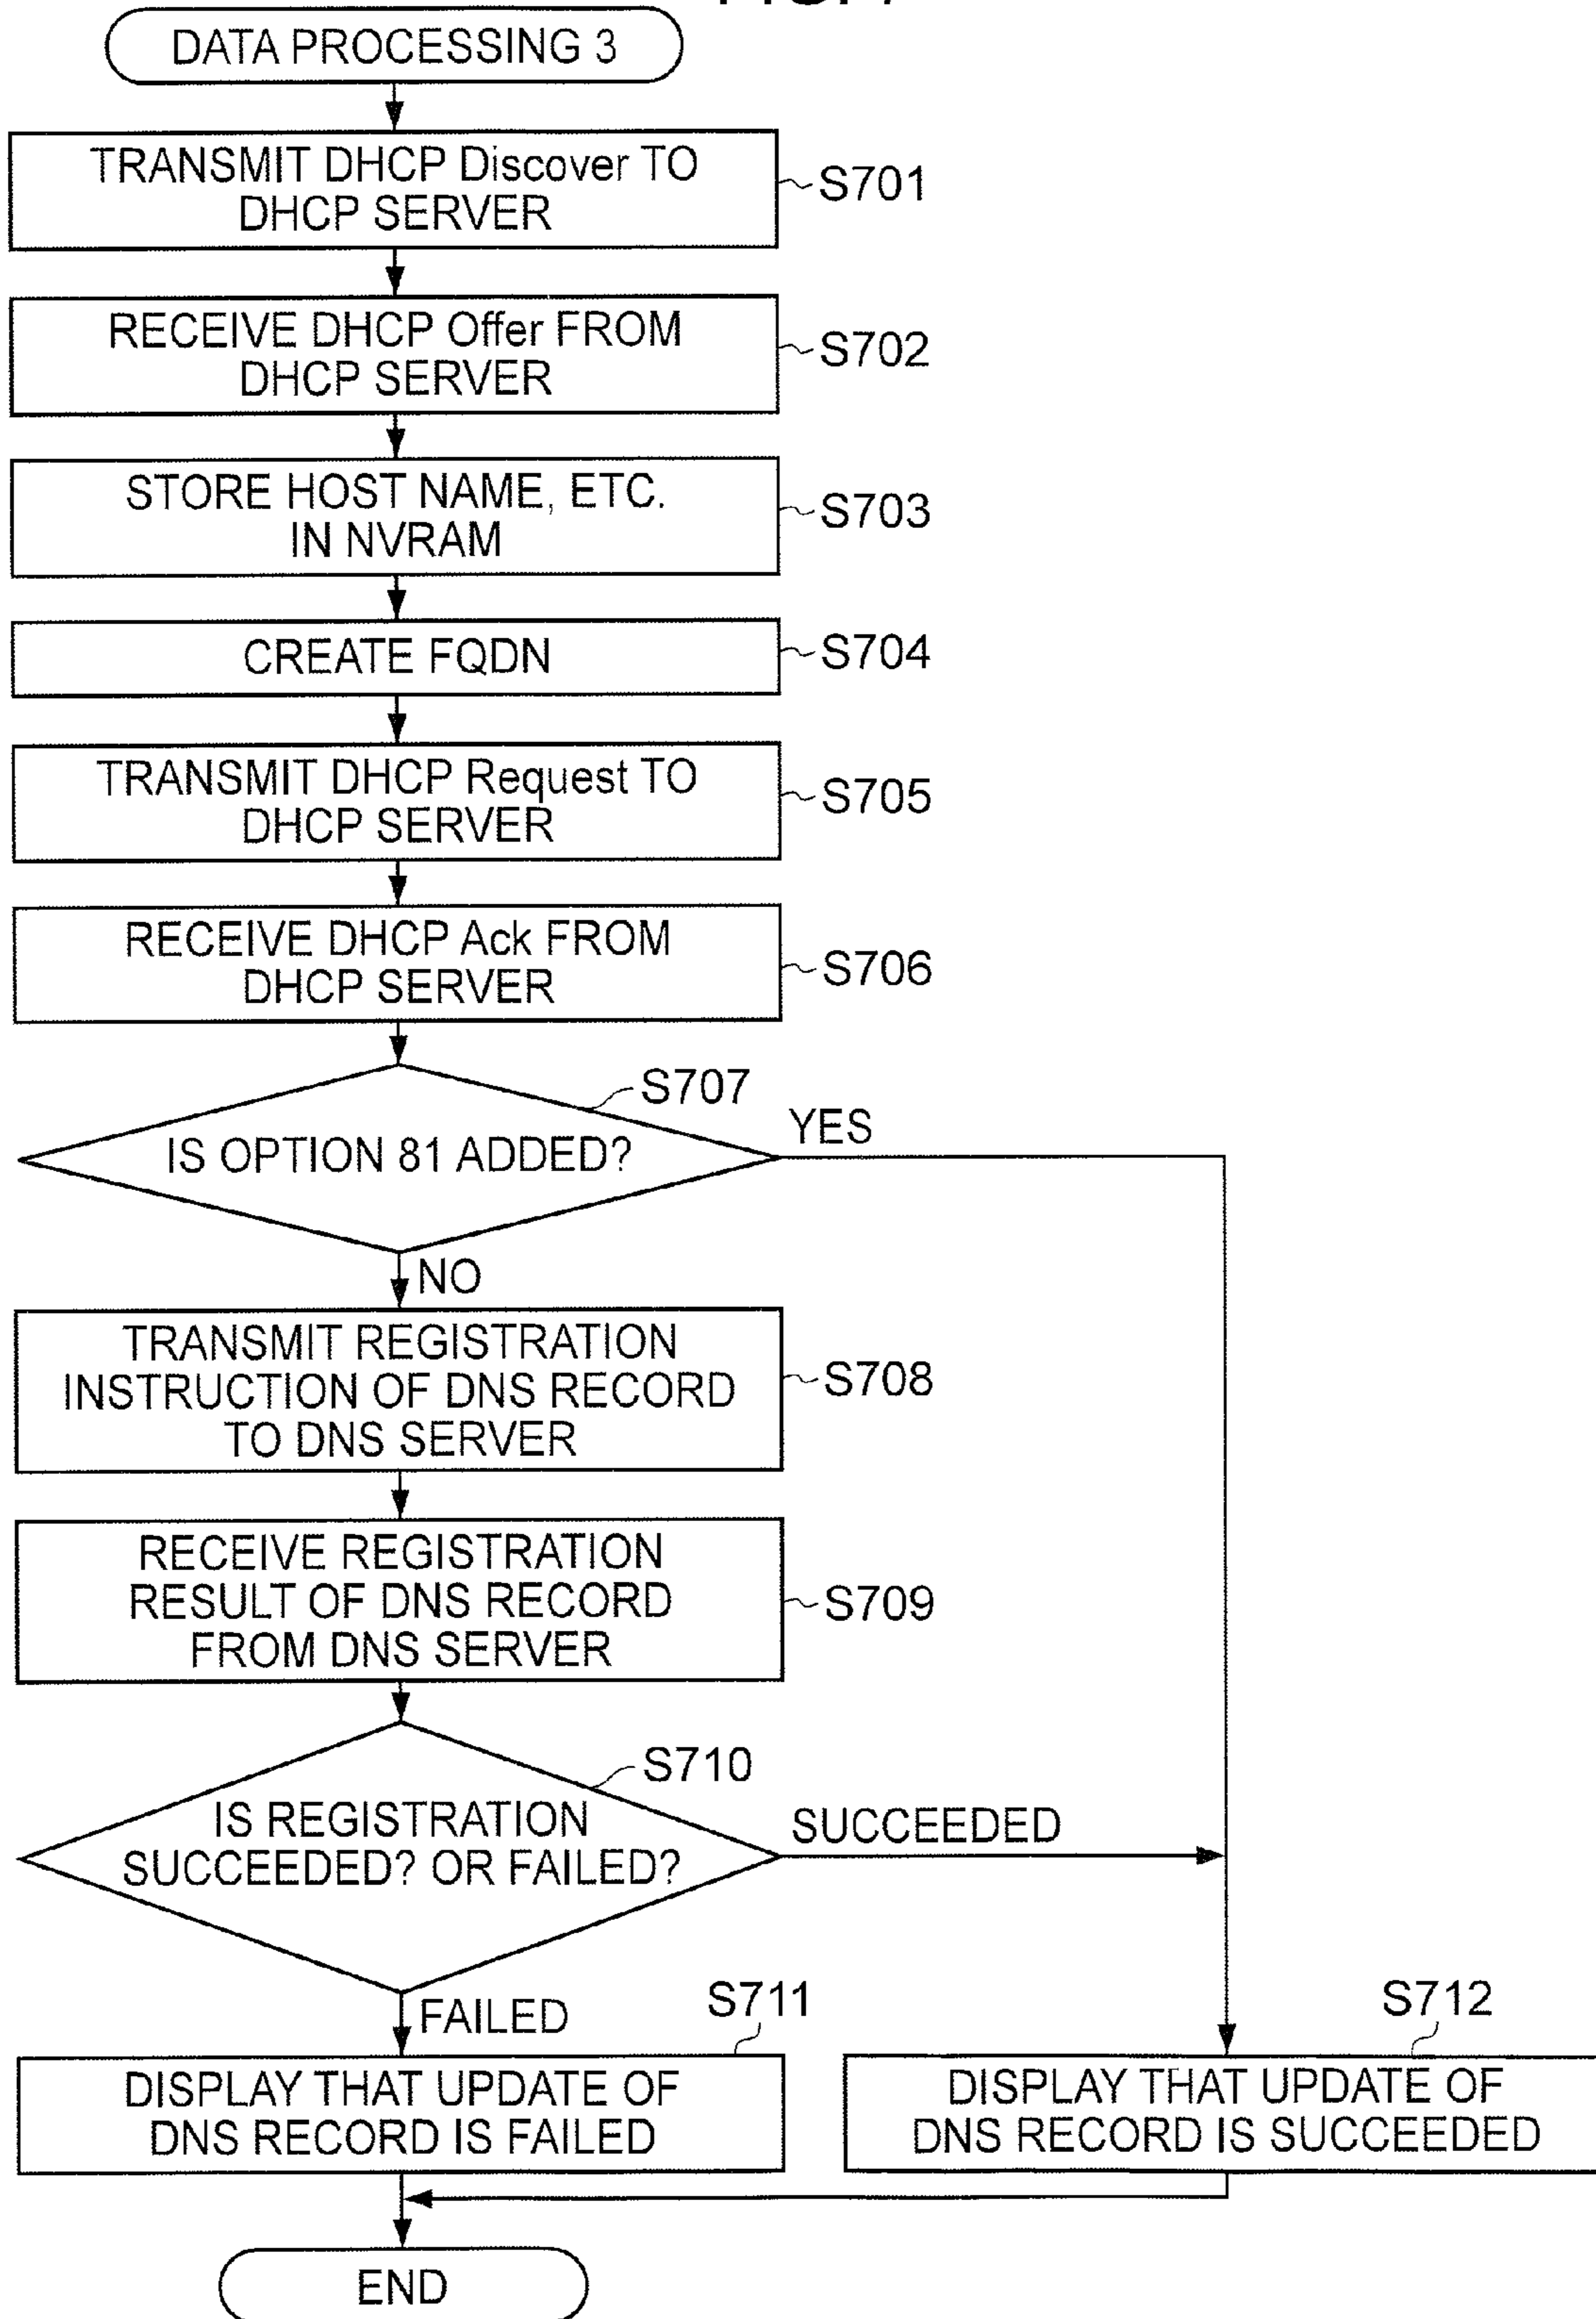 DATA PROCESSING 3
TRANSMIT DHCP Discover TO
DHCP SERVER
S701
RECEIVE DHCP Offer FROM
DHCP SERVER
S702
STORE HOST NAME, ETC.
IN NVRAM
S703
CREATE FQDN
S704
TRANSMIT DHCP Request TO
DHCP SERVER
S705
RECEIVE DHCP Ack FROM
DHCP SERVER
S706
S707
IS OPTION 81 ADDED?
YES
NO
TRANSMIT REGISTRATION
INSTRUCTION OF DNS RECORD
TO DNS SERVER
S708
RECEIVE REGISTRATION
RESULT OF DNS RECORD
FROM DNS SERVER
S709
S710
IS REGISTRATION
SUCCEEDED? OR FAILED?
SUCCEEDED
FAILED
S711
DISPLAY THAT UPDATE OF
DNS RECORD IS FAILED
S712
DISPLAY THAT UPDATE OF
DNS RECORD IS SUCCEEDED
END